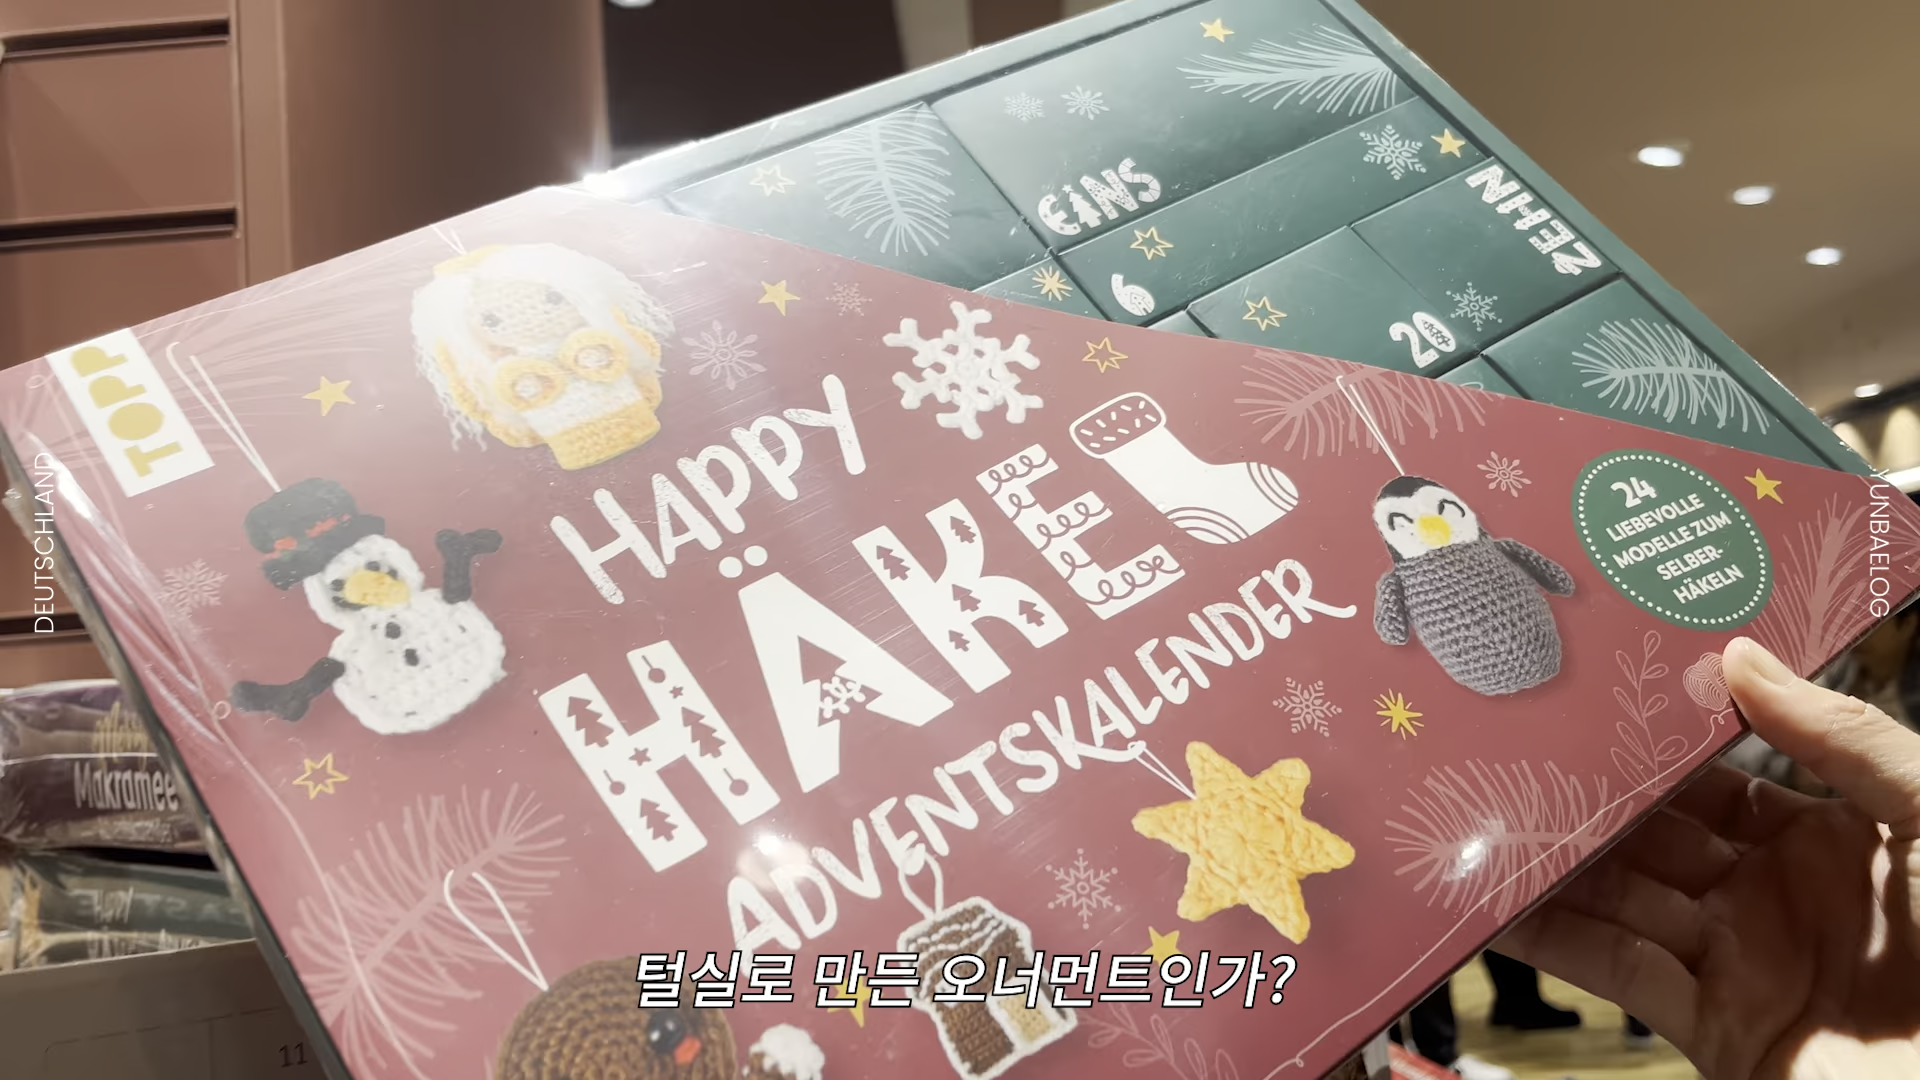 TOPP
HAPPY
HÄKEL
ADVENTSKALENDER
EINS
6
20
ZEHN
24
LIEBEVOLLE
MODELLE ZUM
SELBER-
HÄKELN
DEUTSCHLAND
YUNBAELOG
Makramee
11
털실로 만든 오너먼트인가?